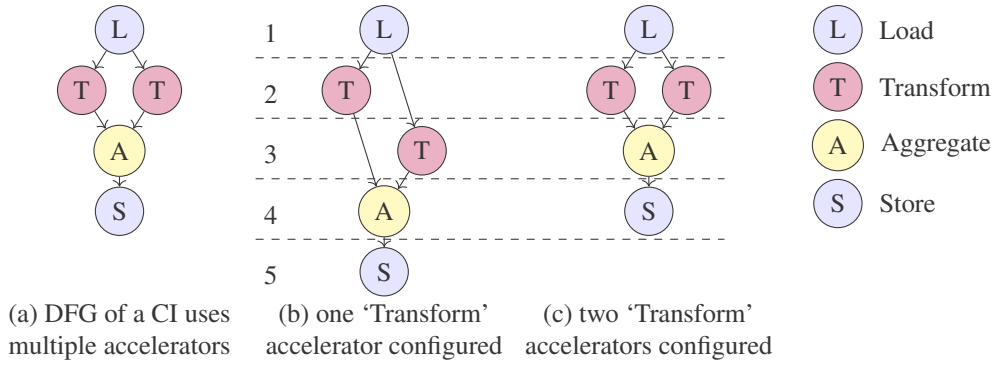 L
T T
A
S
(a) DFG of a CI uses
multiple accelerators
1
2
3
4
5
L
T
T
A
S
(b) one ‘Transform’
accelerator configured
L
T T
A
S
(c) two ‘Transform’
accelerators configured
L Load
T Transform
A Aggregate
S Store